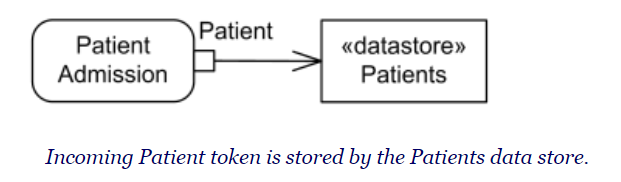 Patient
Admission
Patient
«datastore»
Patients
Incoming Patient token is stored by the Patients data store.